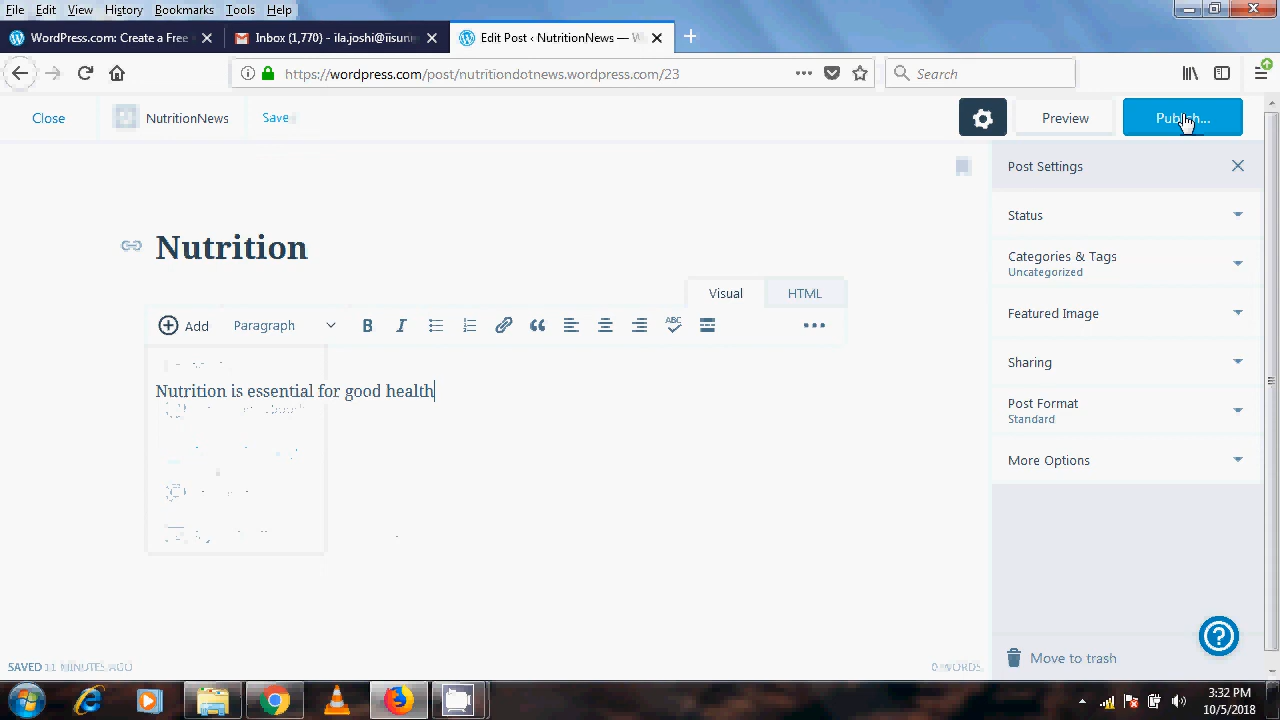 File Edit View History Bookmarks Tools Help
WordPress.com: Create a Free
Inbox (1,770) - ila.joshi@iisuni
Edit Post ‹ NutritionNews — W
https://wordpress.com/post/nutritiondotnews.wordpress.com/23
Search
Close
NutritionNews
Save
Preview
Publish...
Post Settings
Status
Categories & Tags
Uncategorized
Featured Image
Sharing
Post Format
Standard
More Options
Move to trash
Nutrition
Visual
HTML
Add
Paragraph
B I
ABC
Nutrition is essential for good health
SAVED 11 MINUTES AGO
0 WORDS
3:32 PM
10/5/2018